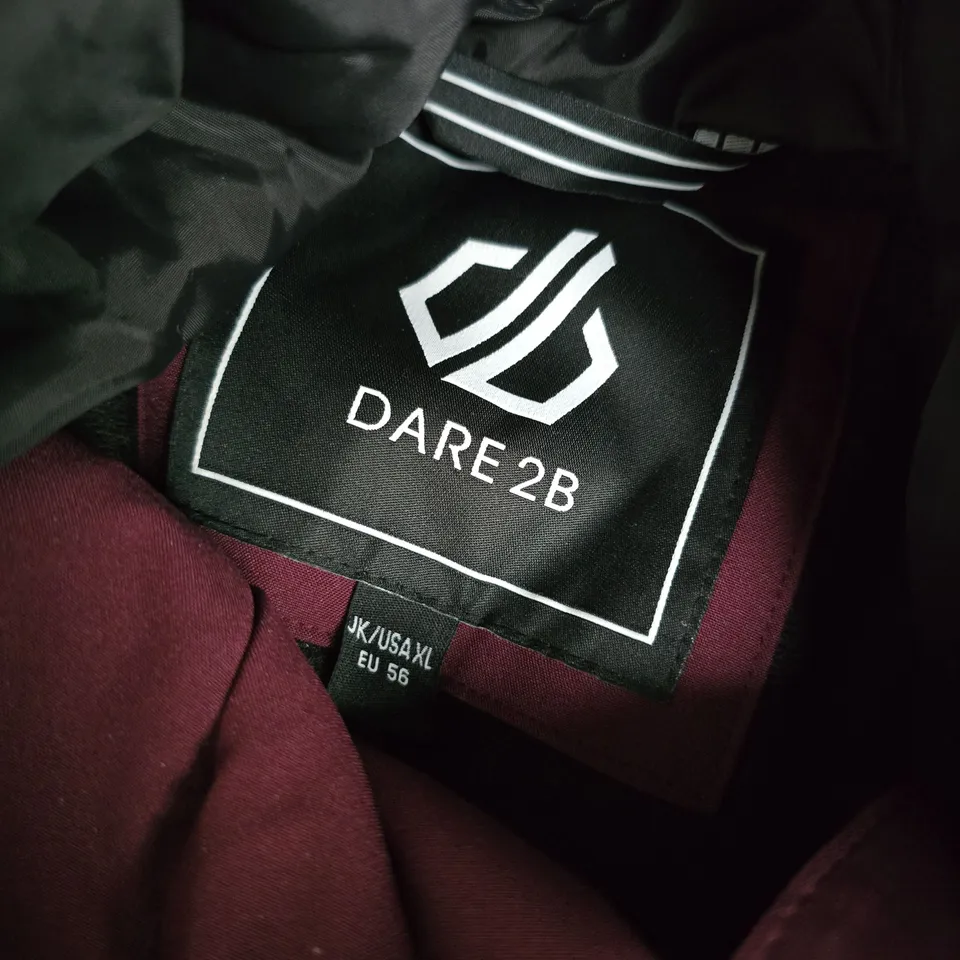 DARE 2B
JK/USA XL
EU 56